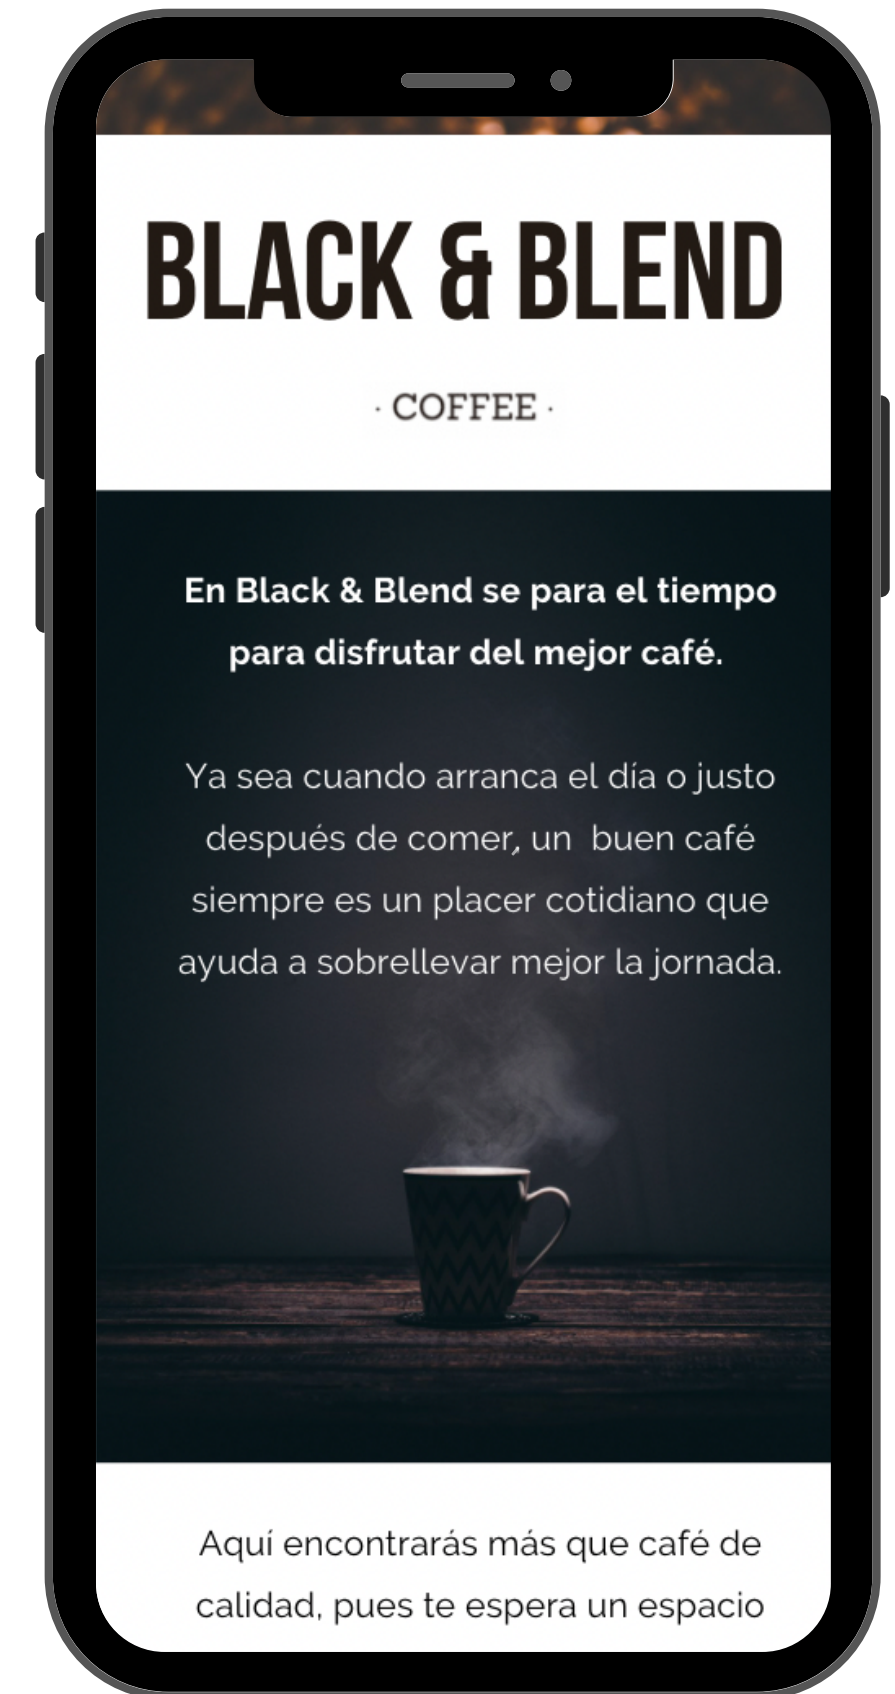 BLACK & BLEND
· COFFEE ·
En Black & Blend se para el tiempo
para disfrutar del mejor café.
Ya sea cuando arranca el día o justo
después de comer, un  buen café
siempre es un placer cotidiano que
ayuda a sobrellevar mejor la jornada.
Aquí encontrarás más que café de
calidad, pues te espera un espacio